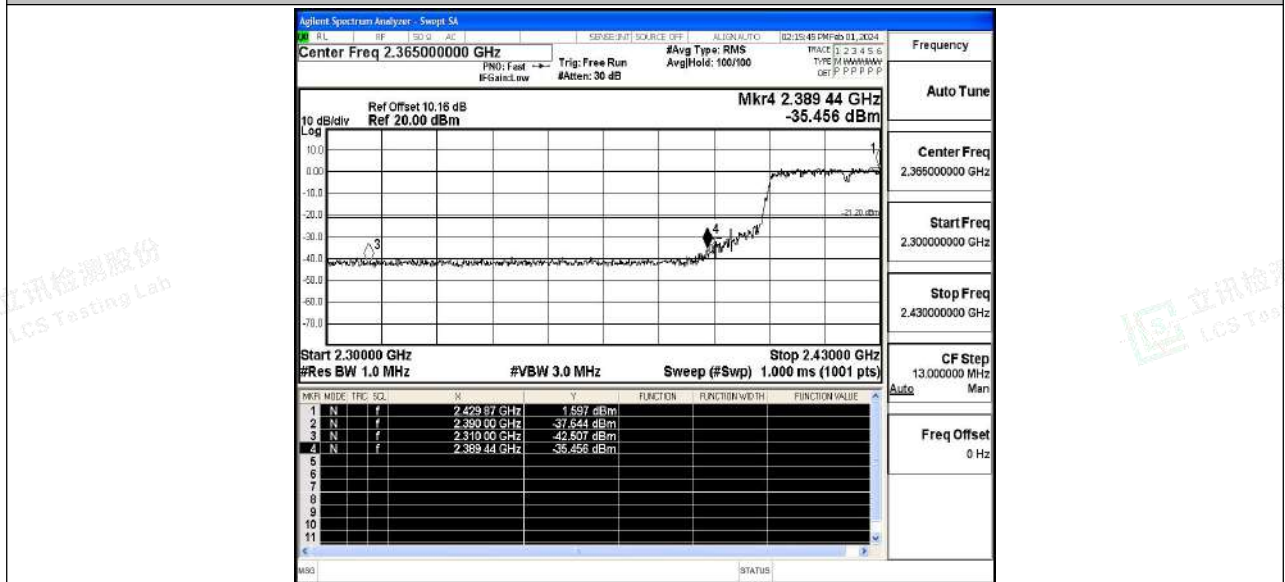 Agilent Spectrum Analyzer - Swept SA
RL RF 50 Ω AC SENSE:INT SOURCE OFF ALIGN AUTO 02:15:45 PM Feb 01, 2024
Center Freq 2.365000000 GHz
PNO: Fast
IFGain:Low
Trig: Free Run
#Atten: 30 dB
#Avg Type: RMS
Avg|Hold: 100/100
TRACE 1 2 3 4 5 6
TYPE M WWWWW
DET P P P P P P
Ref Offset 10.16 dB
10 dB/div Ref 20.00 dBm
Log
Mkr4 2.389 44 GHz
-35.456 dBm
10.0
0.00
-10.0
-20.0
-30.0
-40.0
-50.0
-60.0
-70.0
1
-21.20 dBm
4
3
Start 2.30000 GHz Stop 2.43000 GHz
#Res BW 1.0 MHz #VBW 3.0 MHz Sweep (#Swp) 1.000 ms (1001 pts)
MKR MODE TRC SCL X Y FUNCTION FUNCTION WIDTH FUNCTION VALUE
1 N f 2.429 87 GHz 1.597 dBm
2 N f 2.390 00 GHz -37.644 dBm
3 N f 2.310 00 GHz -42.507 dBm
4 N f 2.389 44 GHz -35.456 dBm
5
6
7
8
9
10
11
MSG STATUS
Frequency
Auto Tune
Center Freq
2.365000000 GHz
Start Freq
2.300000000 GHz
Stop Freq
2.430000000 GHz
CF Step
13.000000 MHz
Auto Man
Freq Offset
0 Hz
立讯检测股份
LCS Testing Lab
立讯检
LCS Tes